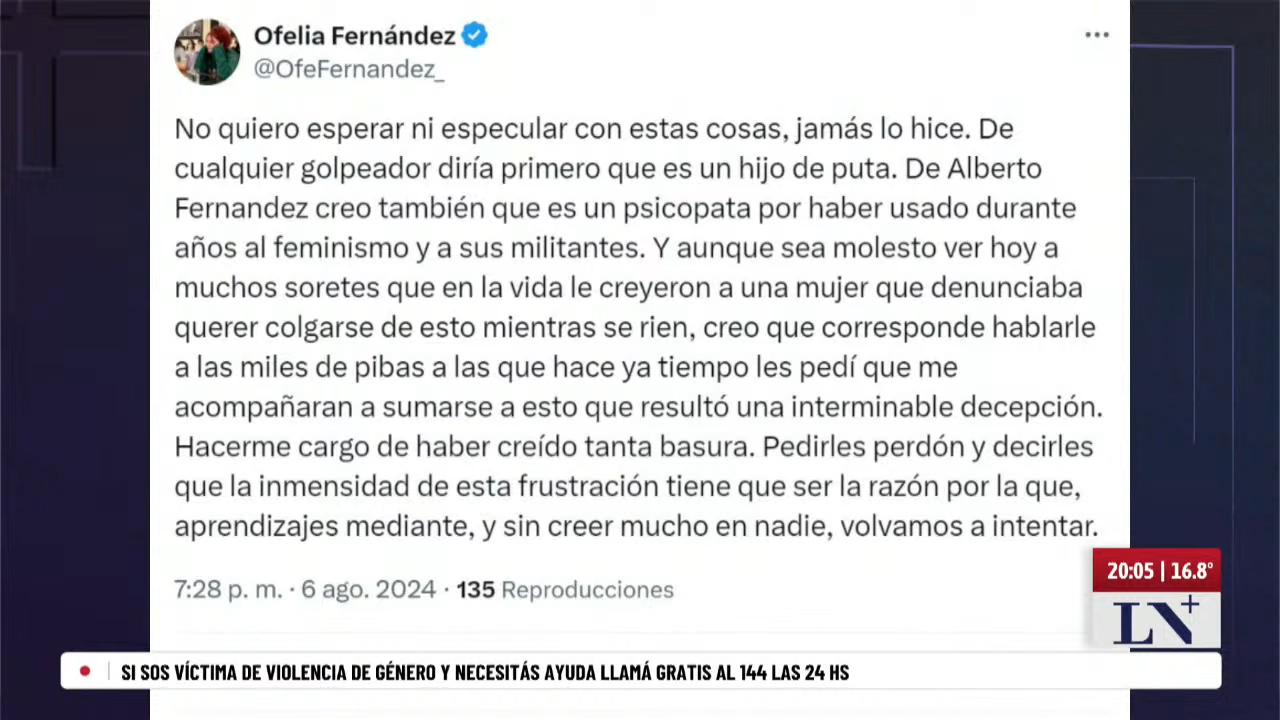 Ofelia Fernández
@OfeFernandez_
No quiero esperar ni especular con estas cosas, jamás lo hice. De
cualquier golpeador diría primero que es un hijo de puta. De Alberto
Fernandez creo también que es un psicopata por haber usado durante
años al feminismo y a sus militantes. Y aunque sea molesto ver hoy a
muchos soretes que en la vida le creyeron a una mujer que denunciaba
querer colgarse de esto mientras se rien, creo que corresponde hablarle
a las miles de pibas a las que hace ya tiempo les pedí que me
acompañaran a sumarse a esto que resultó una interminable decepción.
Hacerme cargo de haber creído tanta basura. Pedirles perdón y decirles
que la inmensidad de esta frustración tiene que ser la razón por la que,
aprendizajes mediante, y sin creer mucho en nadie, volvamos a intentar.
7:28 p. m. · 6 ago. 2024 · 135 Reproducciones
20:05 | 16.8°
LN+
SI SOS VÍCTIMA DE VIOLENCIA DE GÉNERO Y NECESITÁS AYUDA LLAMÁ GRATIS AL 144 LAS 24 HS